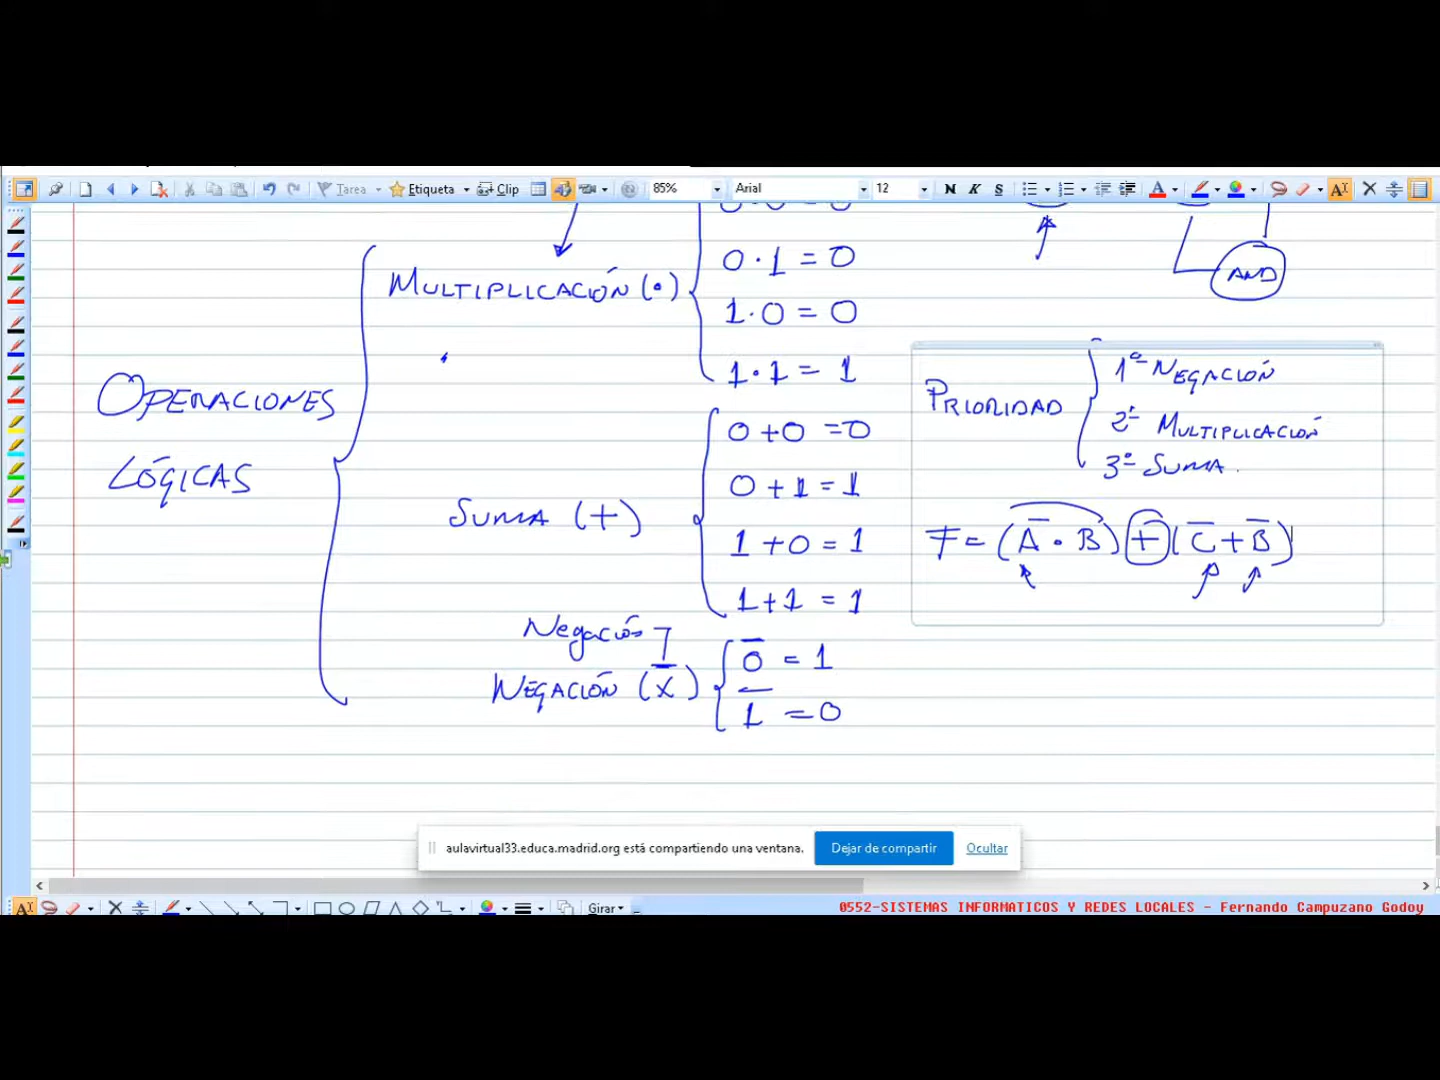 Tarea
Etiqueta
Clip
85%
Arial
12
N K S
A
0 · 1 = 0
MULTIPLICACIÓN (·)
1 · 0 = 0
1 · 1 = 1
AND
OPERACIONES
LÓGICAS
0 + 0 = 0
0 + 1 = 1
SUMA (+)
1 + 0 = 1
1 + 1 = 1
Negación
NEGACIÓN (X̅)
0̅ = 1
1̅ = 0
PRIORIDAD
1º NEGACIÓN
2º MULTIPLICACIÓN
3º SUMA
F = (A̅ · B) + (C̅ + B̅)
aulavirtual33.educa.madrid.org está compartiendo una ventana.
Dejar de compartir
Ocultar
Girar
0552-SISTEMAS INFORMATICOS Y REDES LOCALES - Fernando Campuzano Godoy